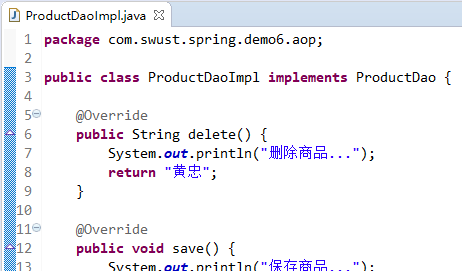 ProductDaoImpl.java
1 package com.swust.spring.demo6.aop;
2
3 public class ProductDaoImpl implements ProductDao {
4
5 @Override
6 public String delete() {
7 System.out.println("删除商品...");
8 return "黄忠";
9 }
10
11 @Override
12 public void save() {
13 System.out.println("保存商品...");